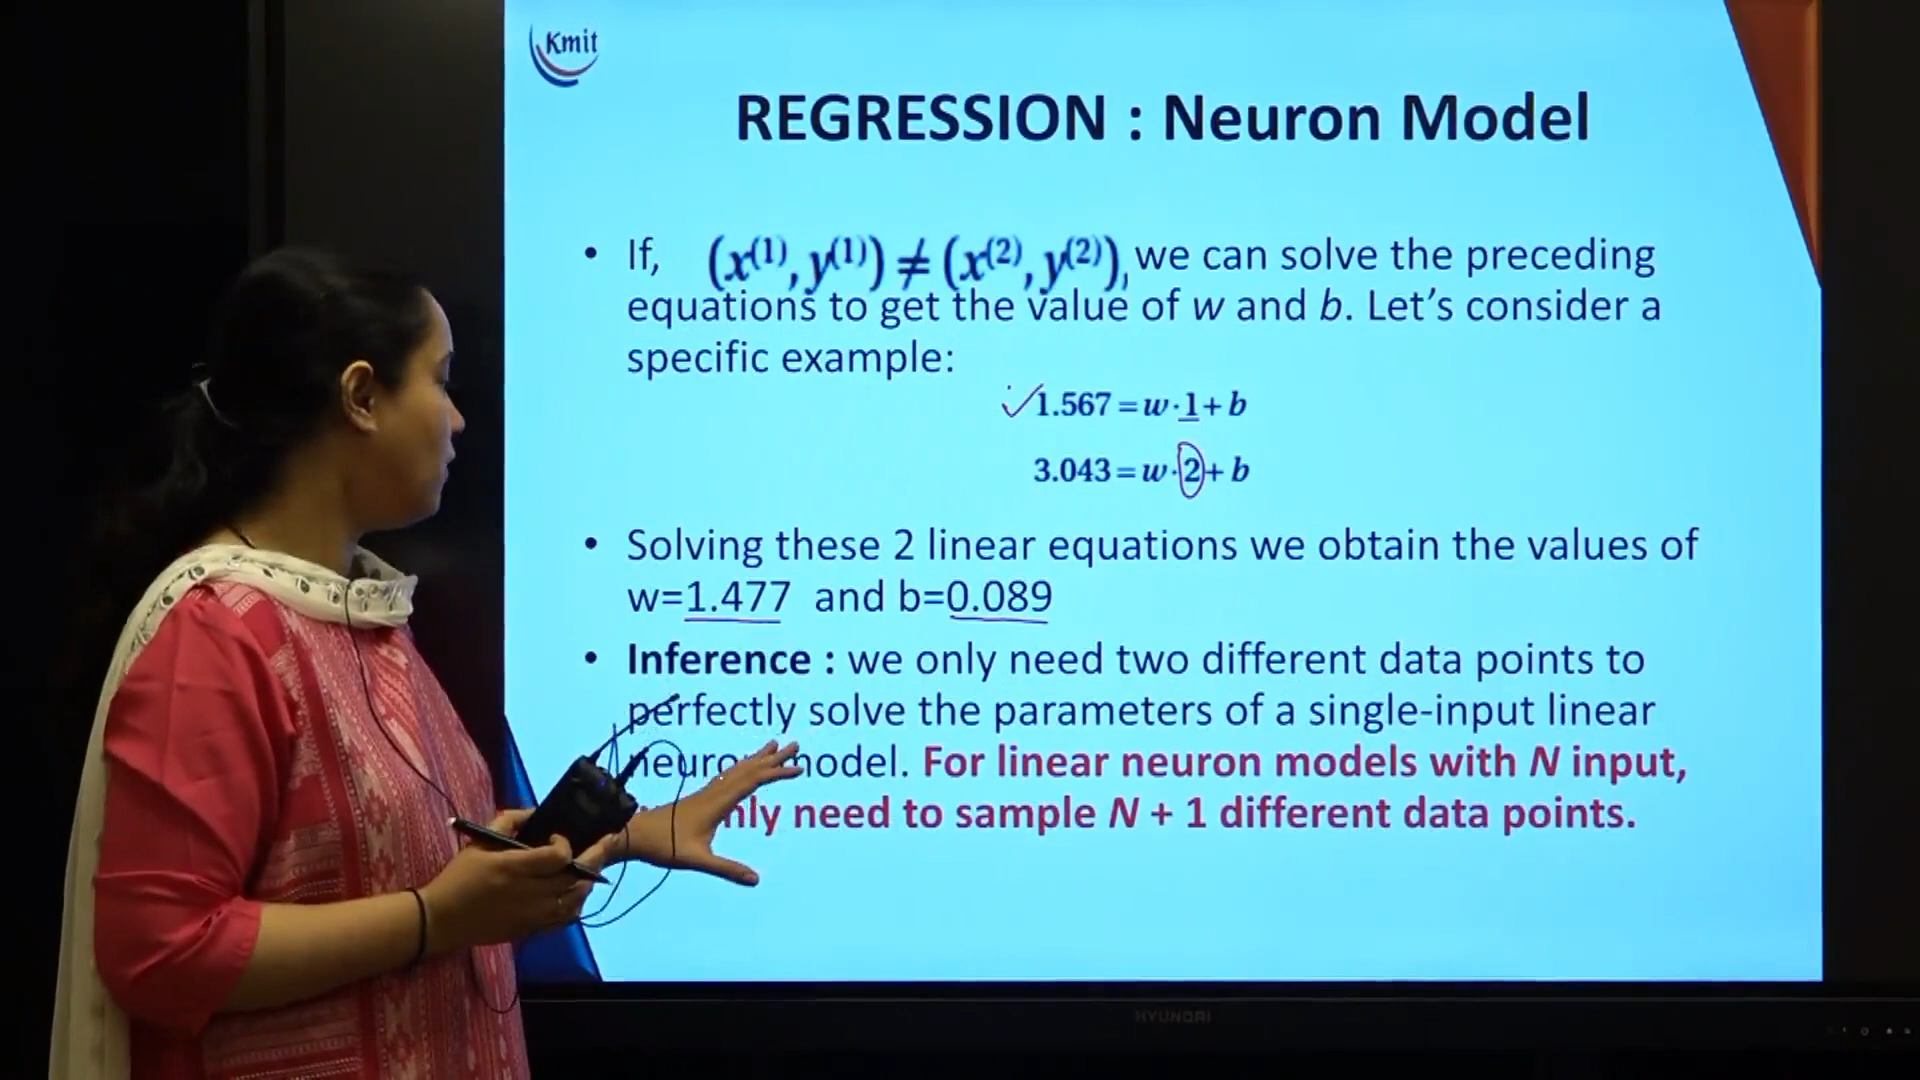 Kmit
REGRESSION : Neuron Model
• If, (x⁽¹⁾, y⁽¹⁾) ≠ (x⁽²⁾, y⁽²⁾), we can solve the preceding
equations to get the value of w and b. Let's consider a
specific example:
1.567 = w·1 + b
3.043 = w·2 + b
• Solving these 2 linear equations we obtain the values of
w=1.477 and b=0.089
• Inference : we only need two different data points to
perfectly solve the parameters of a single-input linear
neuron model. For linear neuron models with N input,
only need to sample N + 1 different data points.
HYUNDAI